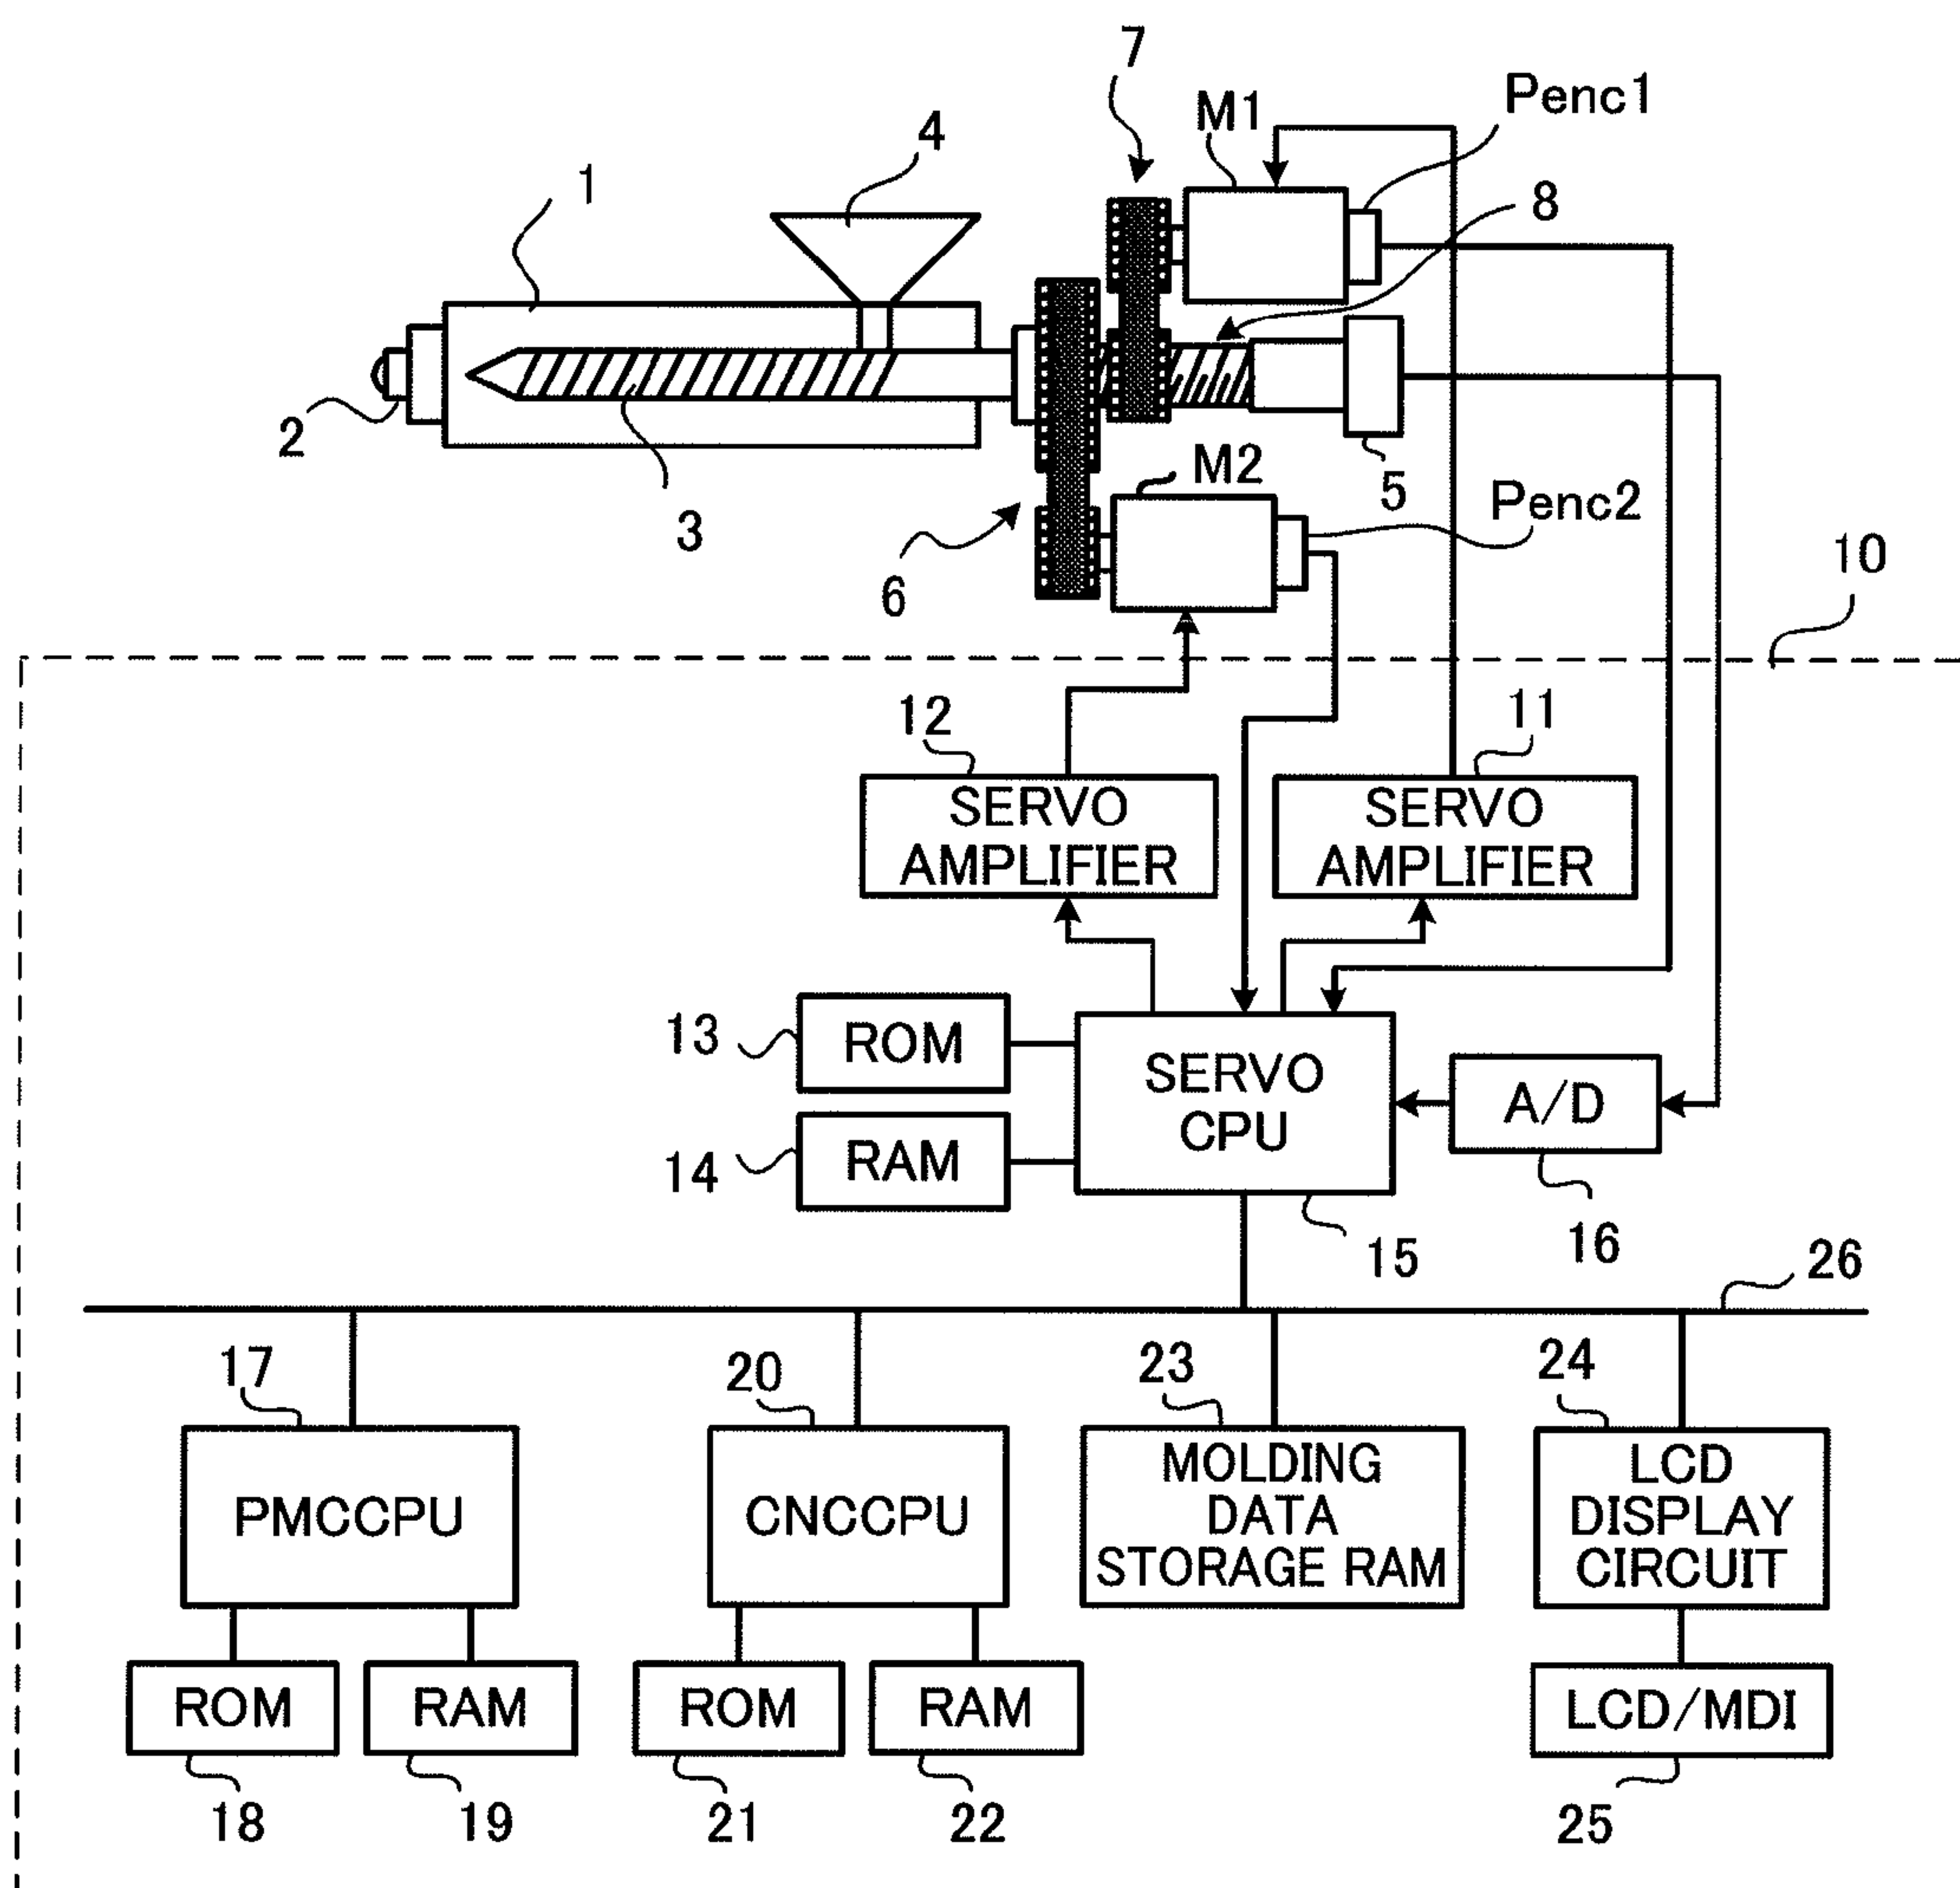 7
M1
Penc1
4
1
8
2
3
M2
5
Penc2
6
10
12
11
SERVO
AMPLIFIER
SERVO
AMPLIFIER
13
ROM
SERVO
CPU
A/D
14
RAM
15
16
26
17
20
23
24
PMCCPU
CNCCPU
MOLDING
DATA
STORAGE RAM
LCD
DISPLAY
CIRCUIT
ROM
RAM
ROM
RAM
LCD/MDI
18
19
21
22
25